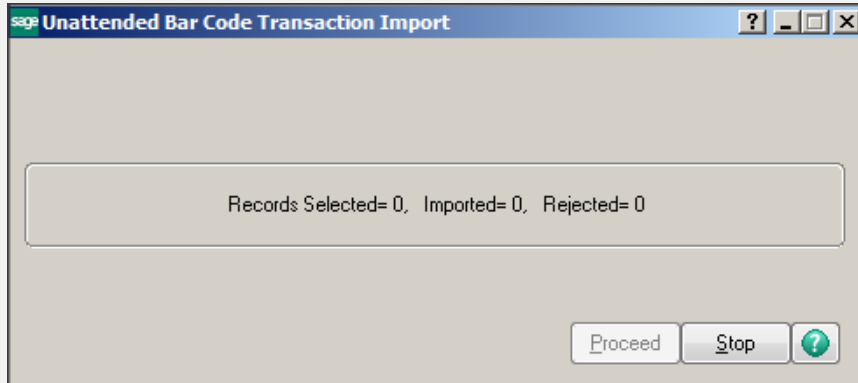 sage Unattended Bar Code Transaction Import
Records Selected= 0, Imported= 0, Rejected= 0
Proceed Stop